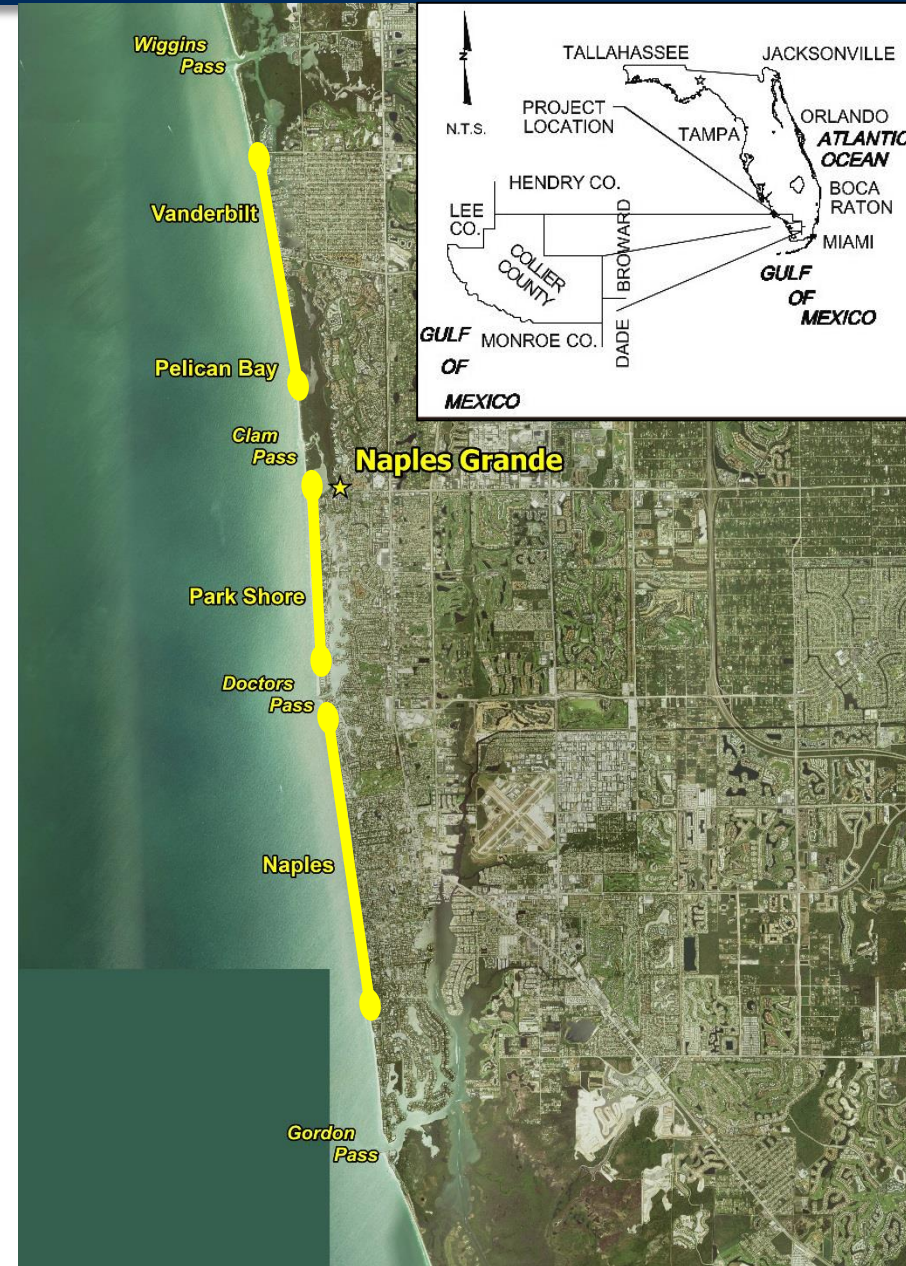 Wiggins
Pass
Vanderbilt
Pelican Bay
Clam
Pass
Naples Grande
Park Shore
Doctors
Pass
Naples
Gordon
Pass
N
N.T.S.
TALLAHASSEE
JACKSONVILLE
PROJECT
LOCATION
TAMPA
ORLANDO
ATLANTIC
OCEAN
BOCA
RATON
MIAMI
GULF
OF
MEXICO
HENDRY CO.
LEE
CO.
COLLIER
COUNTY
BROWARD
DADE
MONROE CO.
GULF
OF
MEXICO